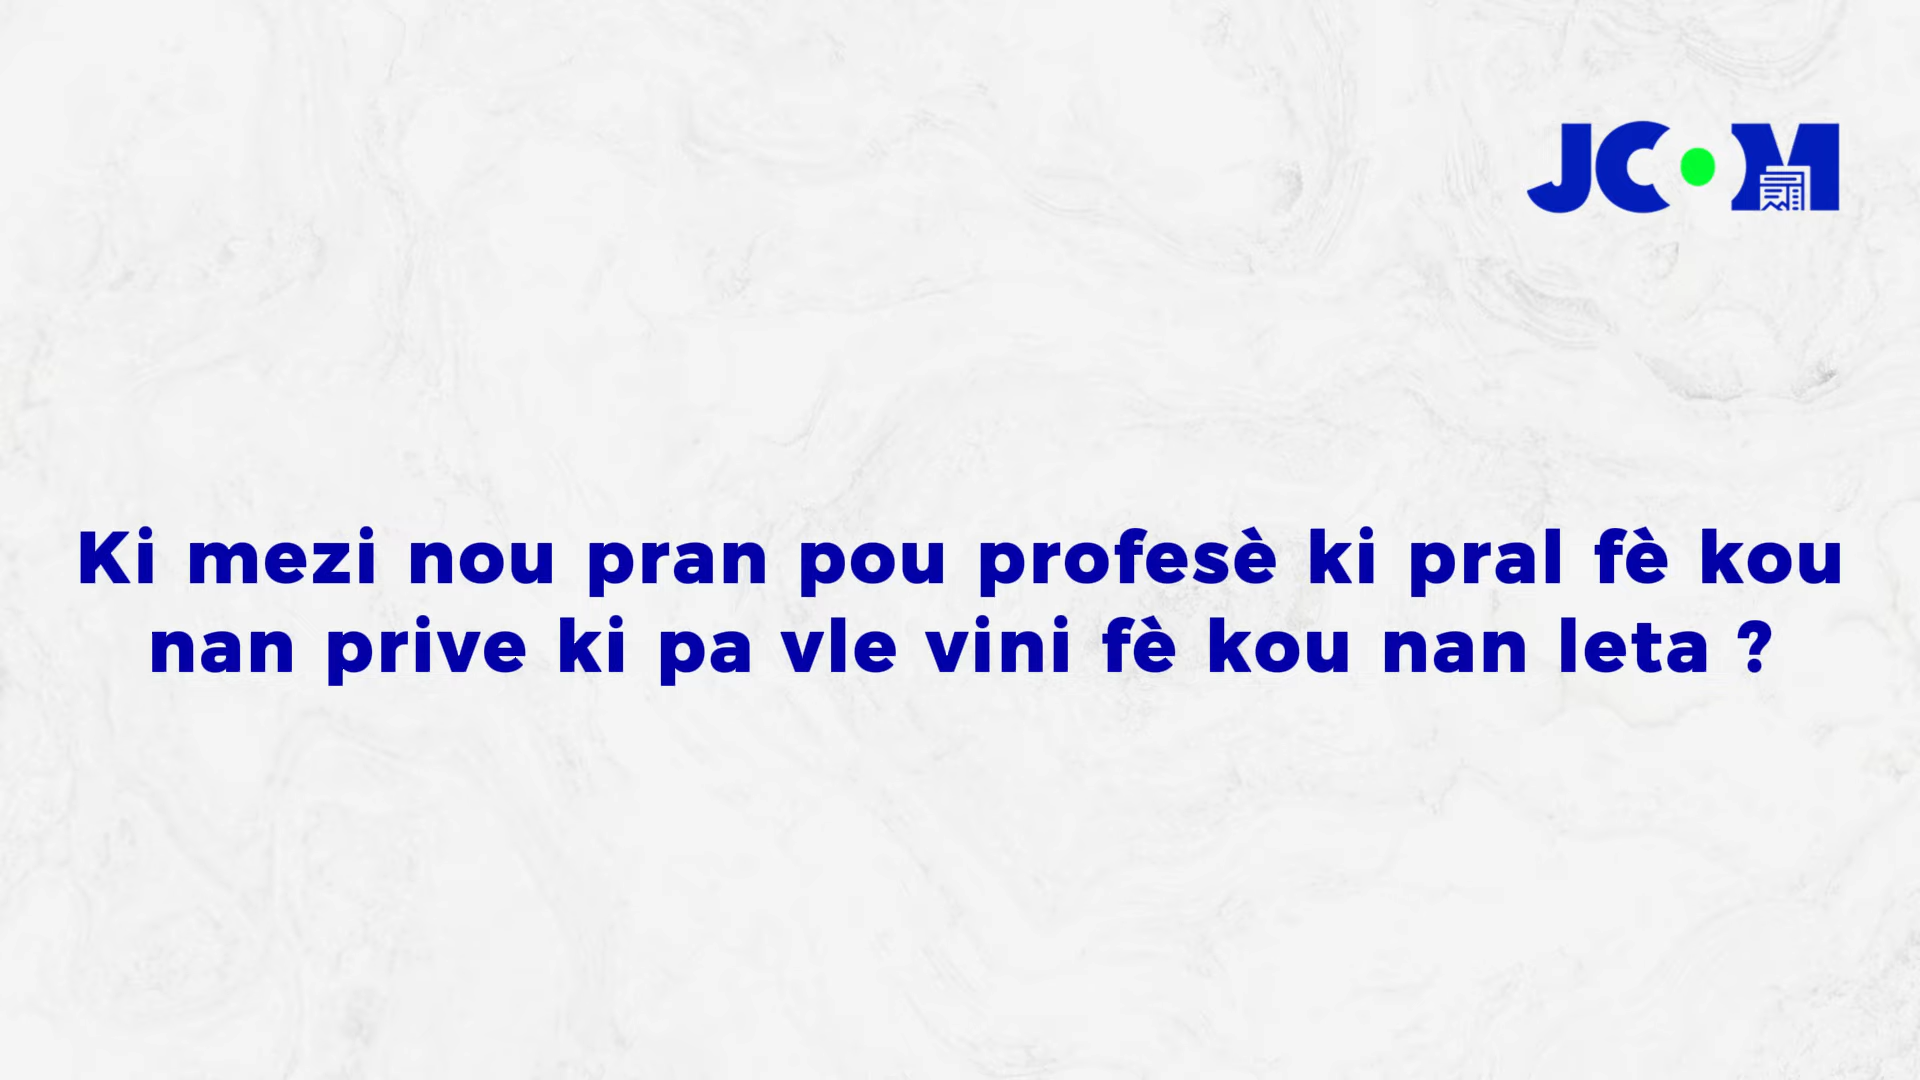 JCOM
Ki mezi nou pran pou profesè ki pral fè kou
nan prive ki pa vle vini fè kou nan leta ?